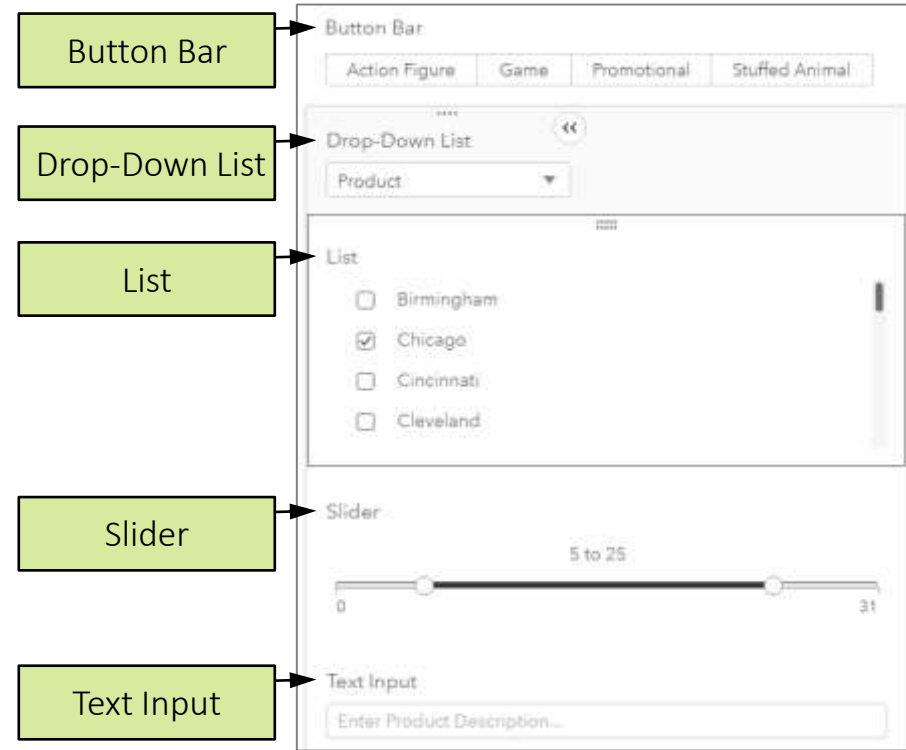 Button Bar
Button Bar
Action Figure Game Promotional Stuffed Animal
Drop-Down List
Drop-Down List
Product
List
List
Birmingham
Chicago
Cincinnati
Cleveland
Slider
Slider
5 to 25
0 31
Text Input
Text Input
Enter Product Description...